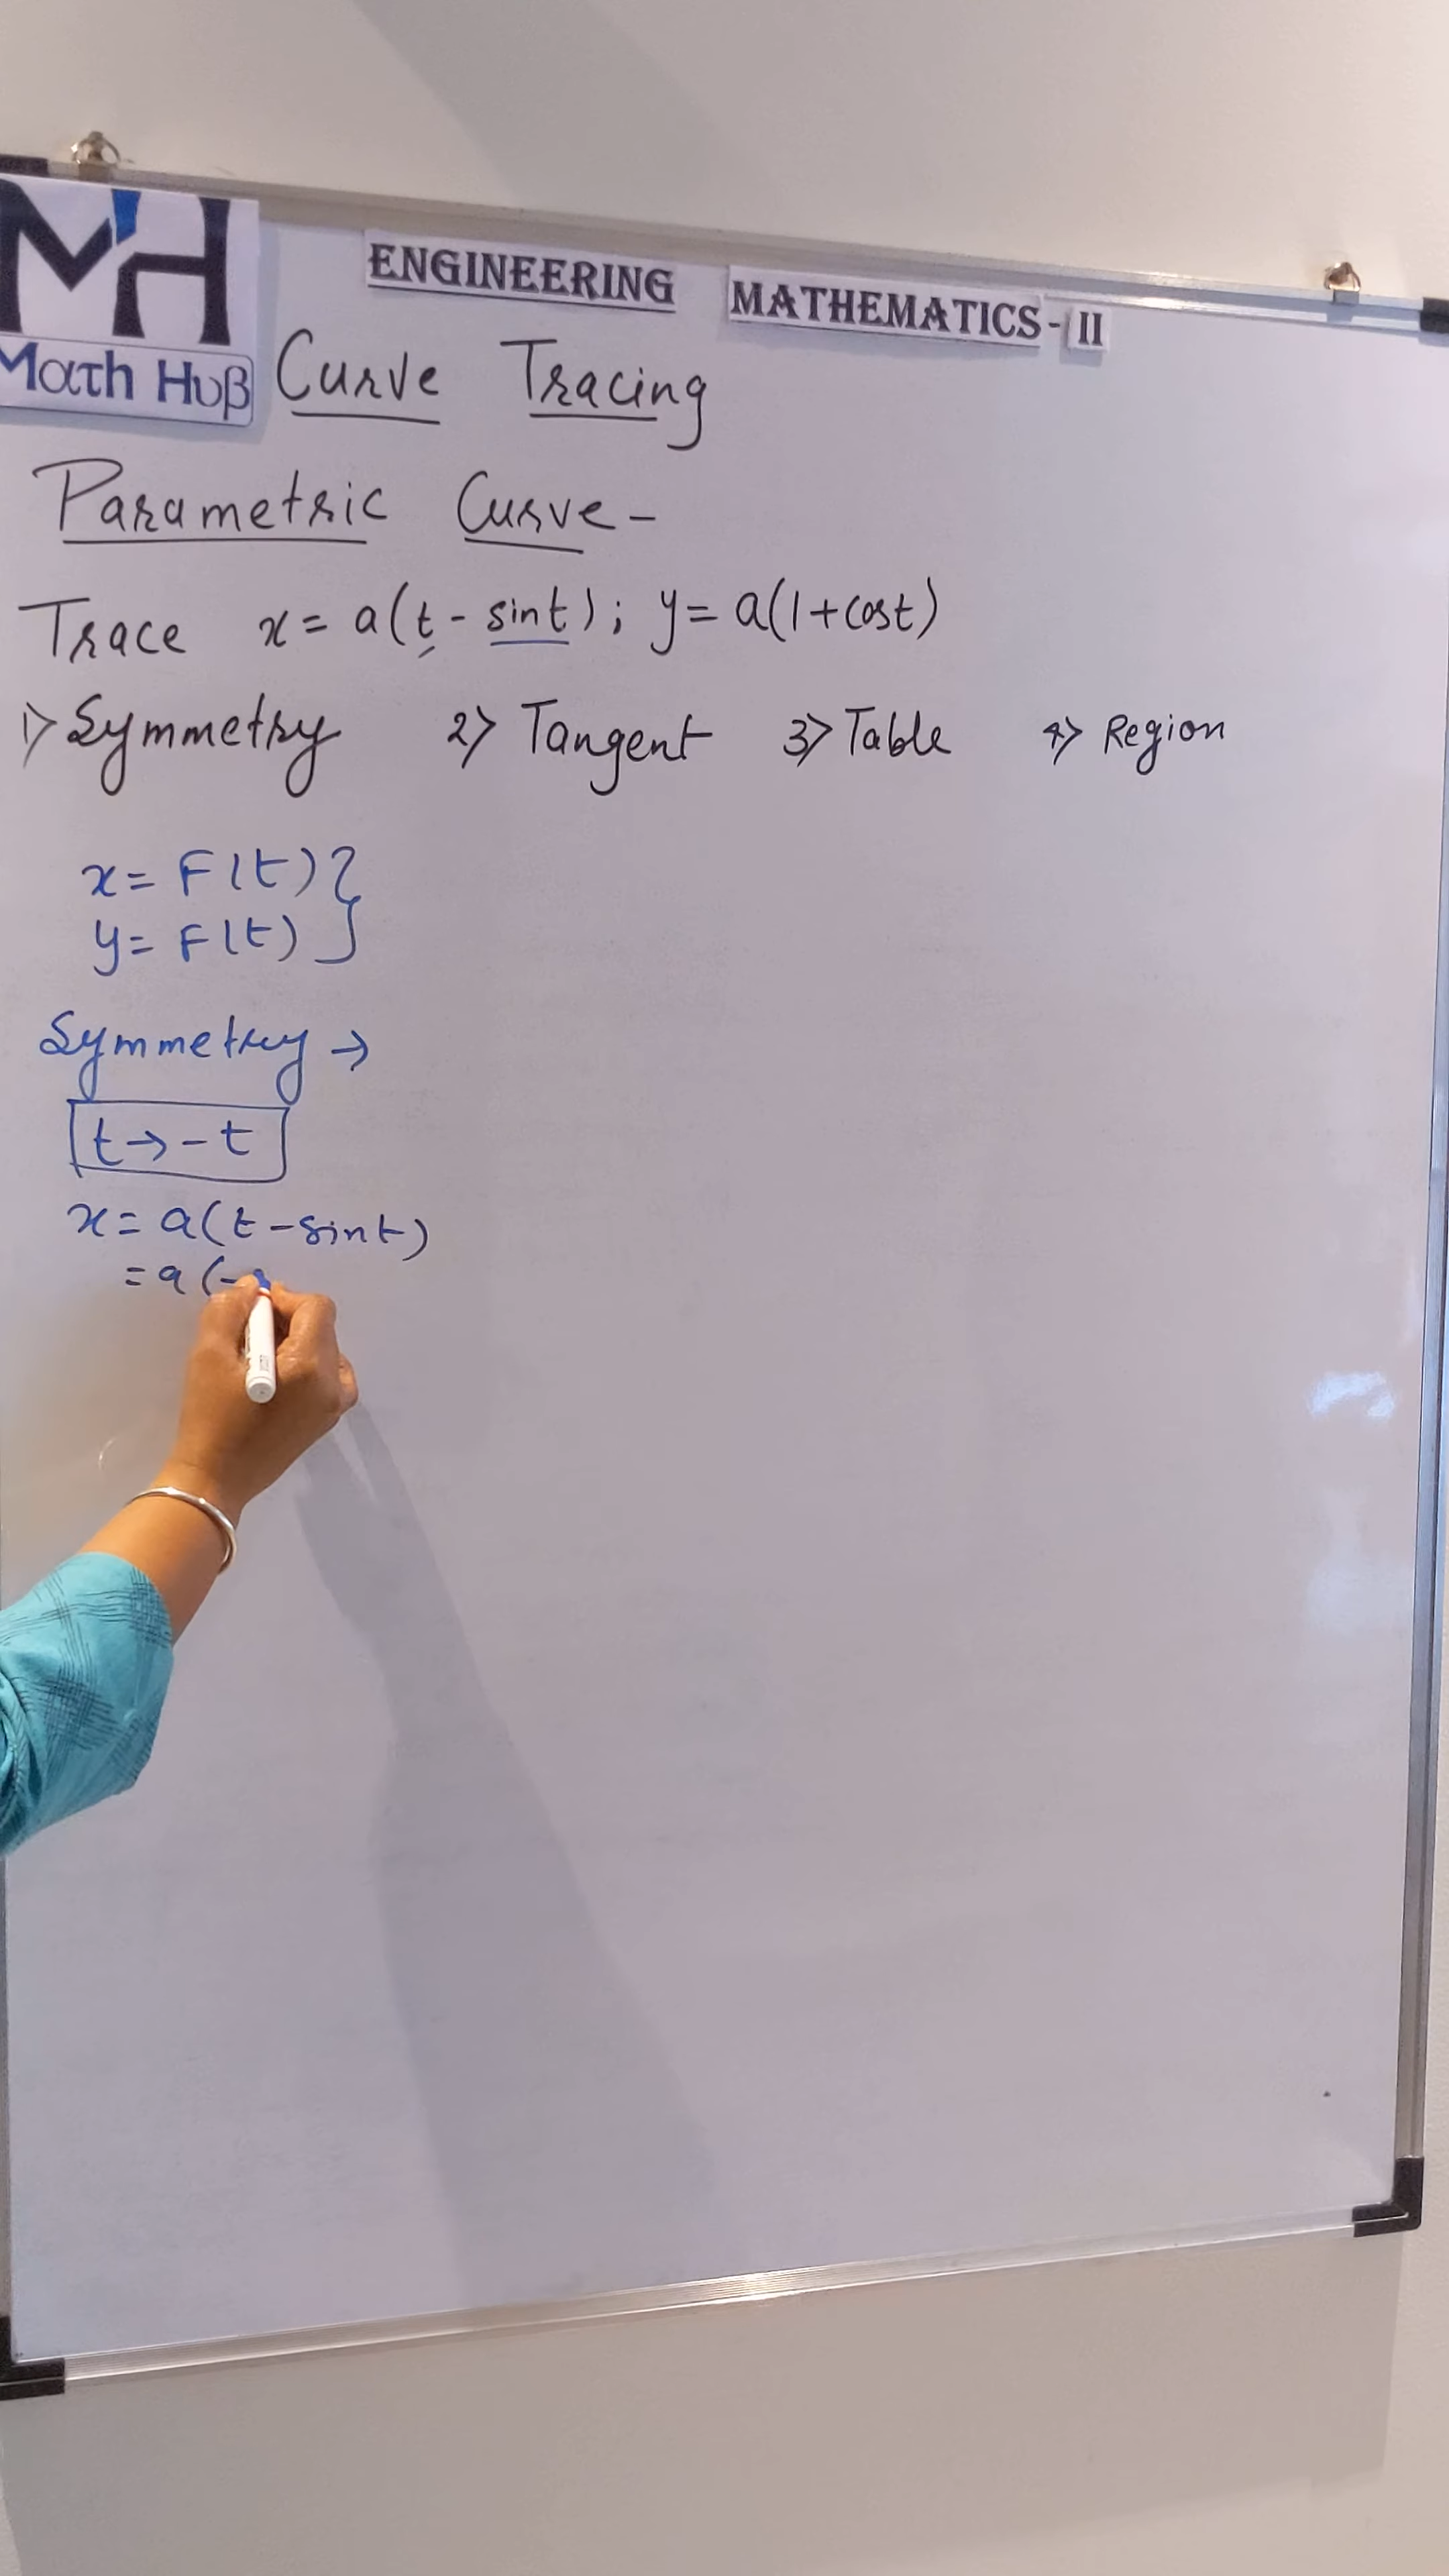 MH
Math Huβ
ENGINEERING MATHEMATICS - II
Curve Tracing
Parametric Curve -
Trace x = a(t - sint); y = a(1+cost)
1> Symmetry 2> Tangent 3> Table 4> Region
x = F(t) }
y = F(t) }
Symmetry →
t → -t
x = a(t - sint)
= a(-